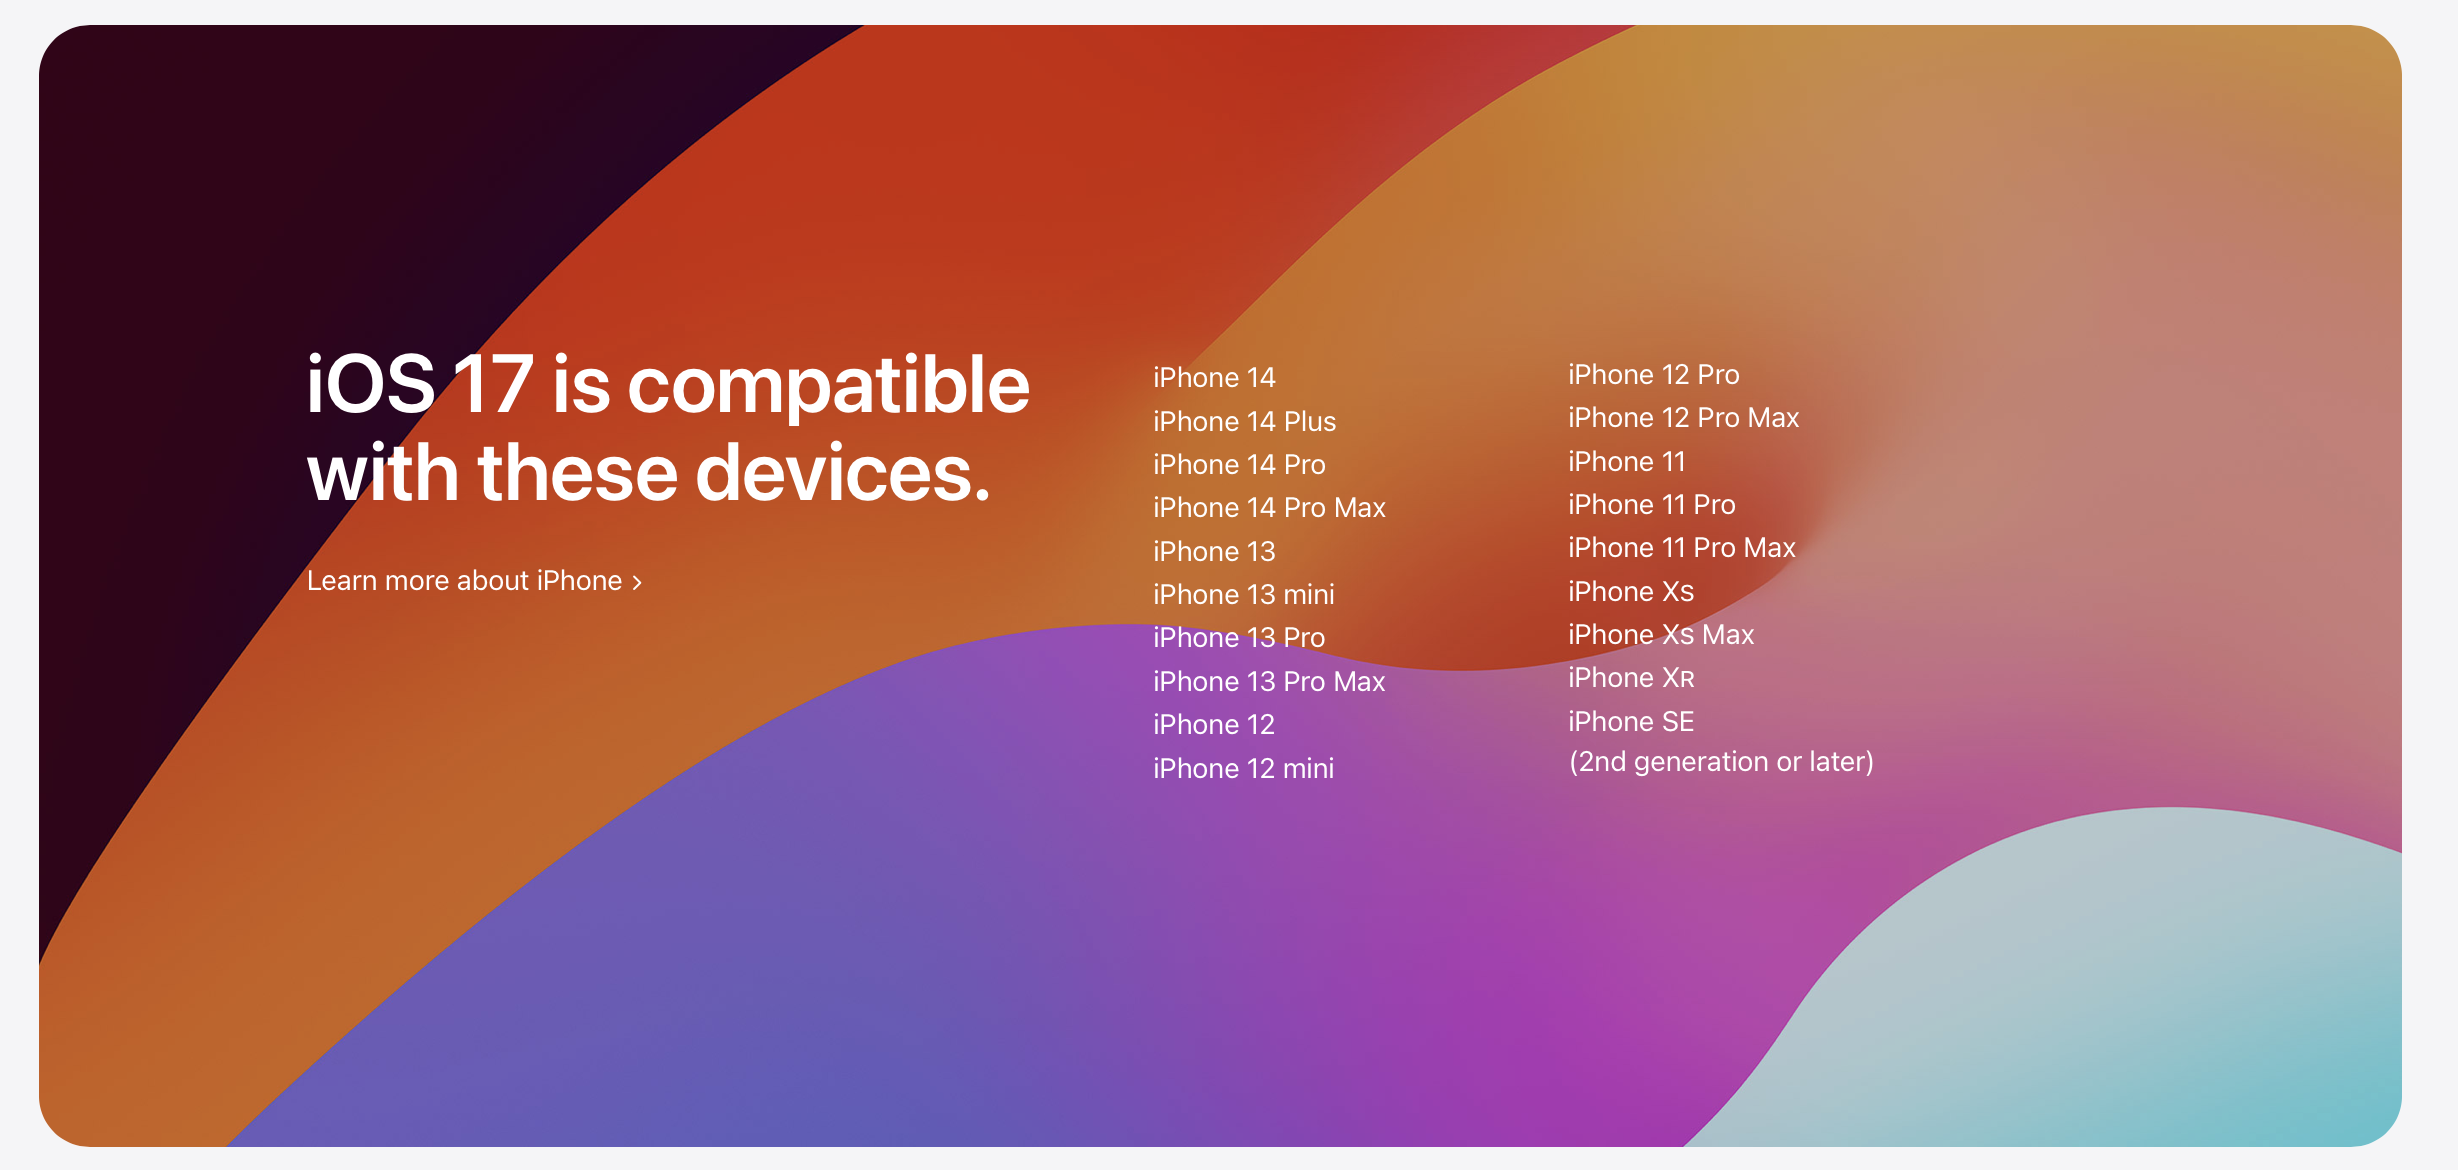 iOS 17 is compatible
with these devices.
Learn more about iPhone >
iPhone 14
iPhone 14 Plus
iPhone 14 Pro
iPhone 14 Pro Max
iPhone 13
iPhone 13 mini
iPhone 13 Pro
iPhone 13 Pro Max
iPhone 12
iPhone 12 mini
iPhone 12 Pro
iPhone 12 Pro Max
iPhone 11
iPhone 11 Pro
iPhone 11 Pro Max
iPhone Xs
iPhone Xs Max
iPhone XR
iPhone SE
(2nd generation or later)